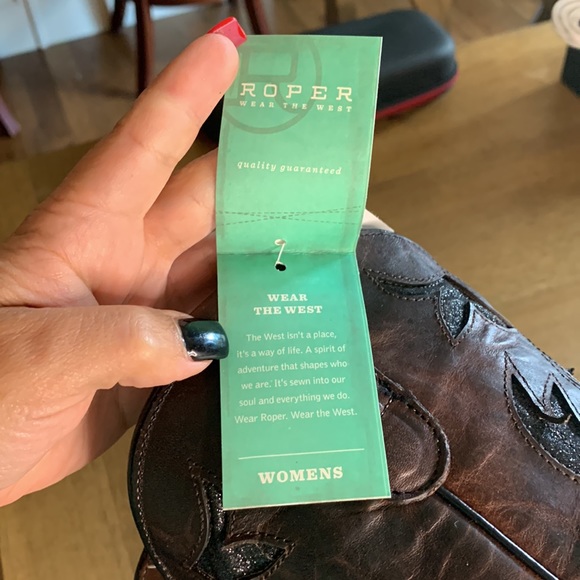 ROPER
WEAR THE WEST
quality guaranteed
WEAR
THE WEST
The West isn't a place,
it's a way of life. A spirit of
adventure that shapes who
we are. It's sewn into our
soul and everything we do.
Wear Roper. Wear the West.
WOMENS